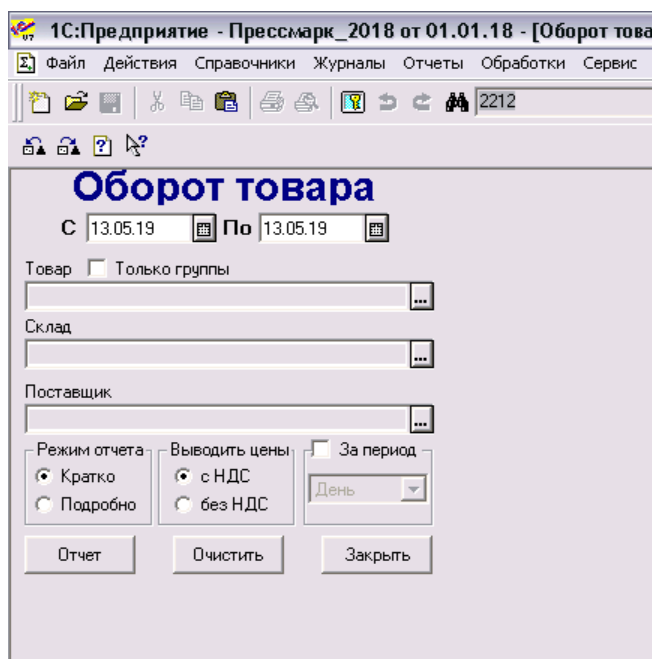 1С:Предприятие - Прессмарк_2018 от 01.01.18 - [Оборот това
Файл Действия Справочники Журналы Отчеты Обработки Сервис
2212
Оборот товара
С 13.05.19 По 13.05.19
Товар Только группы
Склад
Поставщик
Режим отчета Выводить цены За период
Кратко с НДС День
Подробно без НДС
Отчет Очистить Закрыть